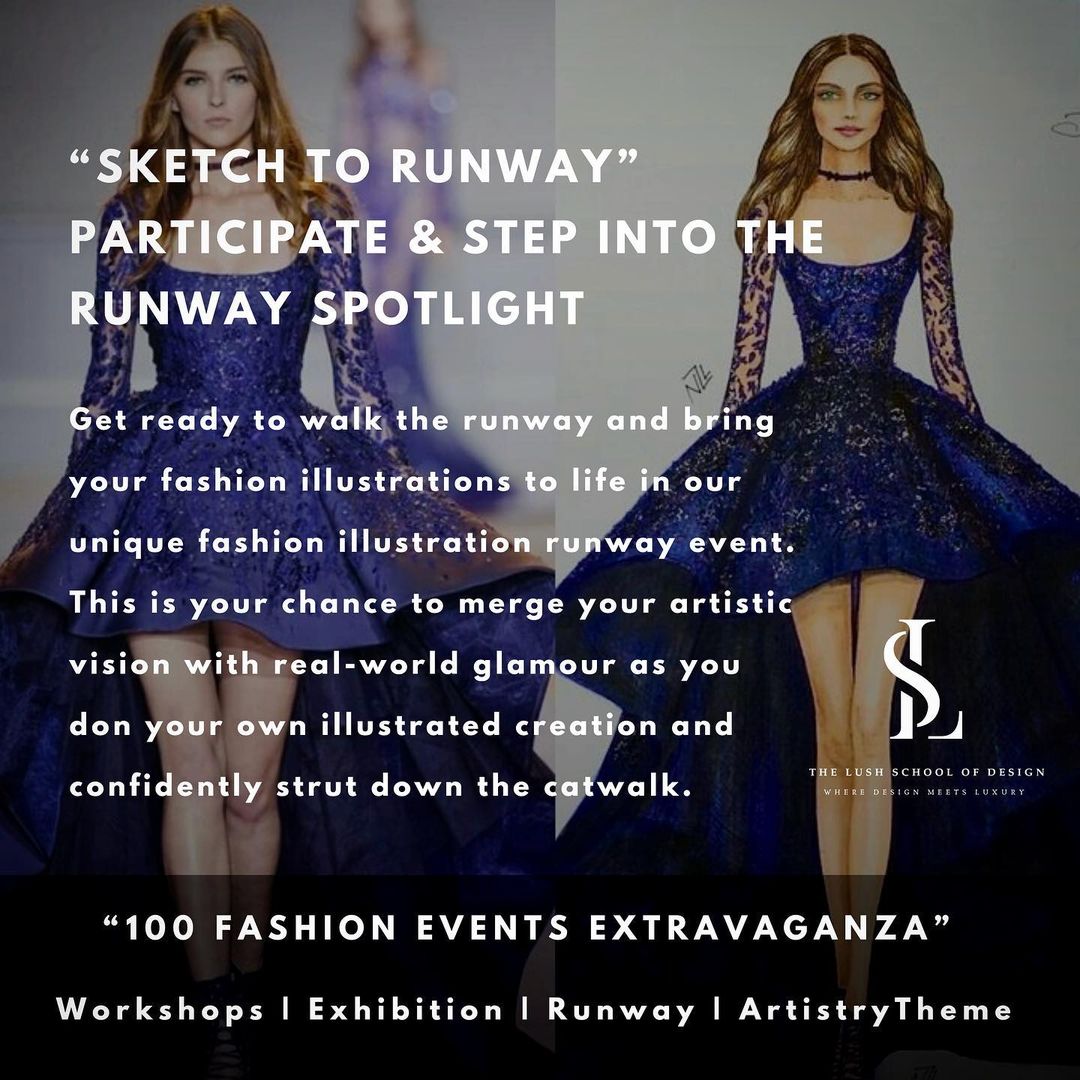 “SKETCH TO RUNWAY”
PARTICIPATE & STEP INTO THE
RUNWAY SPOTLIGHT
Get ready to walk the runway and bring
your fashion illustrations to life in our
unique fashion illustration runway event.
This is your chance to merge your artistic
vision with real-world glamour as you
don your own illustrated creation and
confidently strut down the catwalk.
THE LUSH SCHOOL OF DESIGN
WHERE DESIGN MEETS LUXURY
“100 FASHION EVENTS EXTRAVAGANZA”
Workshops | Exhibition | Runway | ArtistryTheme